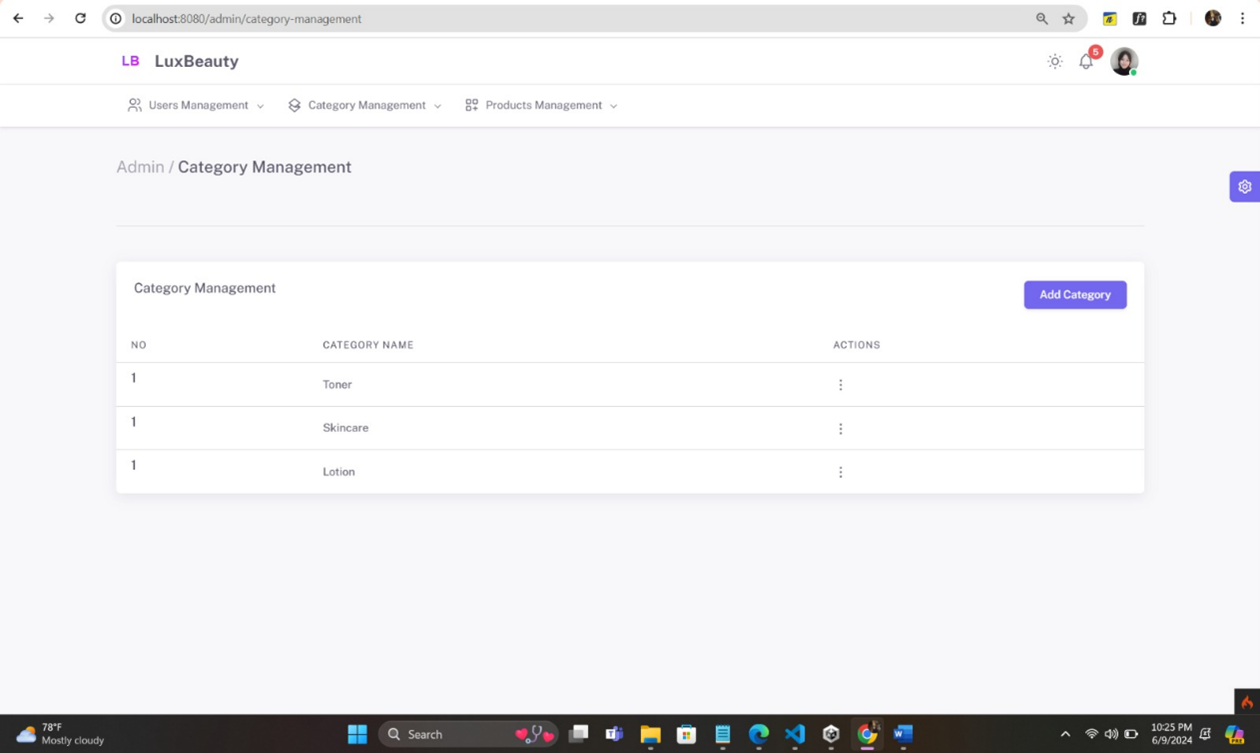 localhost:8080/admin/category-management
LB LuxBeauty
5
Users Management Category Management Products Management
Admin / Category Management
Category Management
Add Category
NO CATEGORY NAME ACTIONS
1 Toner
1 Skincare
1 Lotion
78°F
Mostly cloudy
Search
10:25 PM
6/9/2024